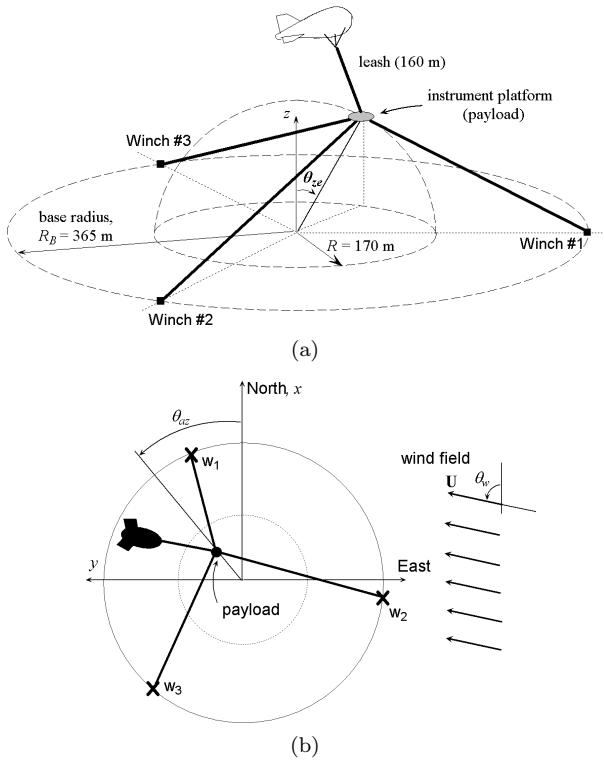 leash (160 m)
instrument platform
(payload)
Winch #3
z
θze
base radius,
RB = 365 m
R = 170 m
Winch #1
Winch #2
(a)
North, x
θaz
w1
wind field
U
θw
y
East
payload
w2
w3
(b)